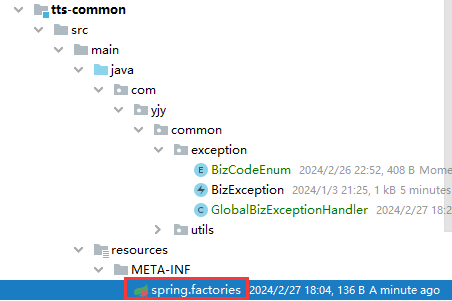 tts-common
src
main
java
com
yjy
common
exception
BizCodeEnum 2024/2/26 22:52, 408 B Mome
BizException 2024/1/3 21:25, 1 kB 5 minutes
GlobalBizExceptionHandler 2024/2/27 18:2
utils
resources
META-INF
spring.factories 2024/2/27 18:04, 136 B A minute ago